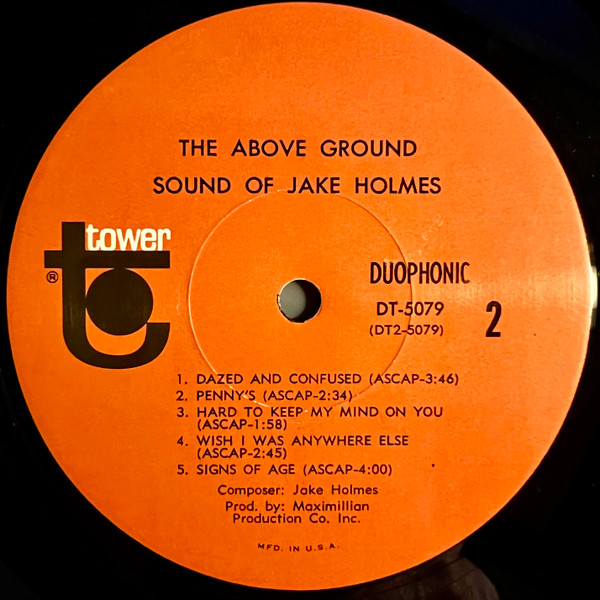 THE ABOVE GROUND
SOUND OF JAKE HOLMES
tower
®
DUOPHONIC
DT-5079
(DT2-5079)
2
1. DAZED AND CONFUSED (ASCAP-3:46)
2. PENNY'S (ASCAP-2:34)
3. HARD TO KEEP MY MIND ON YOU
(ASCAP-1:58)
4. WISH I WAS ANYWHERE ELSE
(ASCAP-2:45)
5. SIGNS OF AGE (ASCAP-4:00)
Composer: Jake Holmes
Prod. by: Maximillian
Production Co. Inc.
MFD. IN U.S.A.